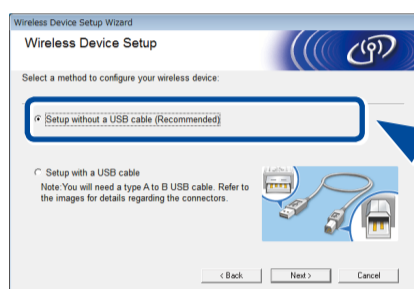 Wireless Device Setup Wizard
Wireless Device Setup
Select a method to configure your wireless device:
Setup without a USB cable (Recommended)
Setup with a USB cable
Note:You will need a type A to B USB cable. Refer to
the images for details regarding the connectors.
< Back
Next >
Cancel